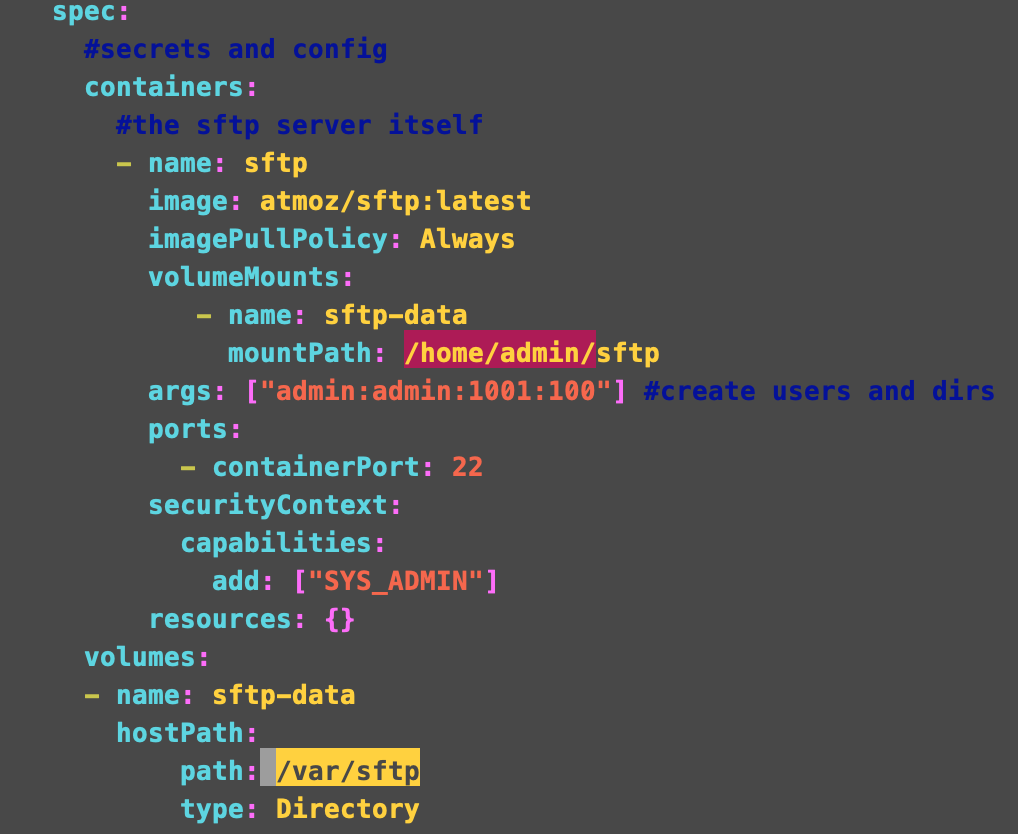 spec:
#secrets and config
containers:
#the sftp server itself
- name: sftp
image: atmoz/sftp:latest
imagePullPolicy: Always
volumeMounts:
- name: sftp-data
mountPath: /home/admin/sftp
args: ["admin:admin:1001:100"] #create users and dirs
ports:
- containerPort: 22
securityContext:
capabilities:
add: ["SYS_ADMIN"]
resources: {}
volumes:
- name: sftp-data
hostPath:
path: /var/sftp
type: Directory